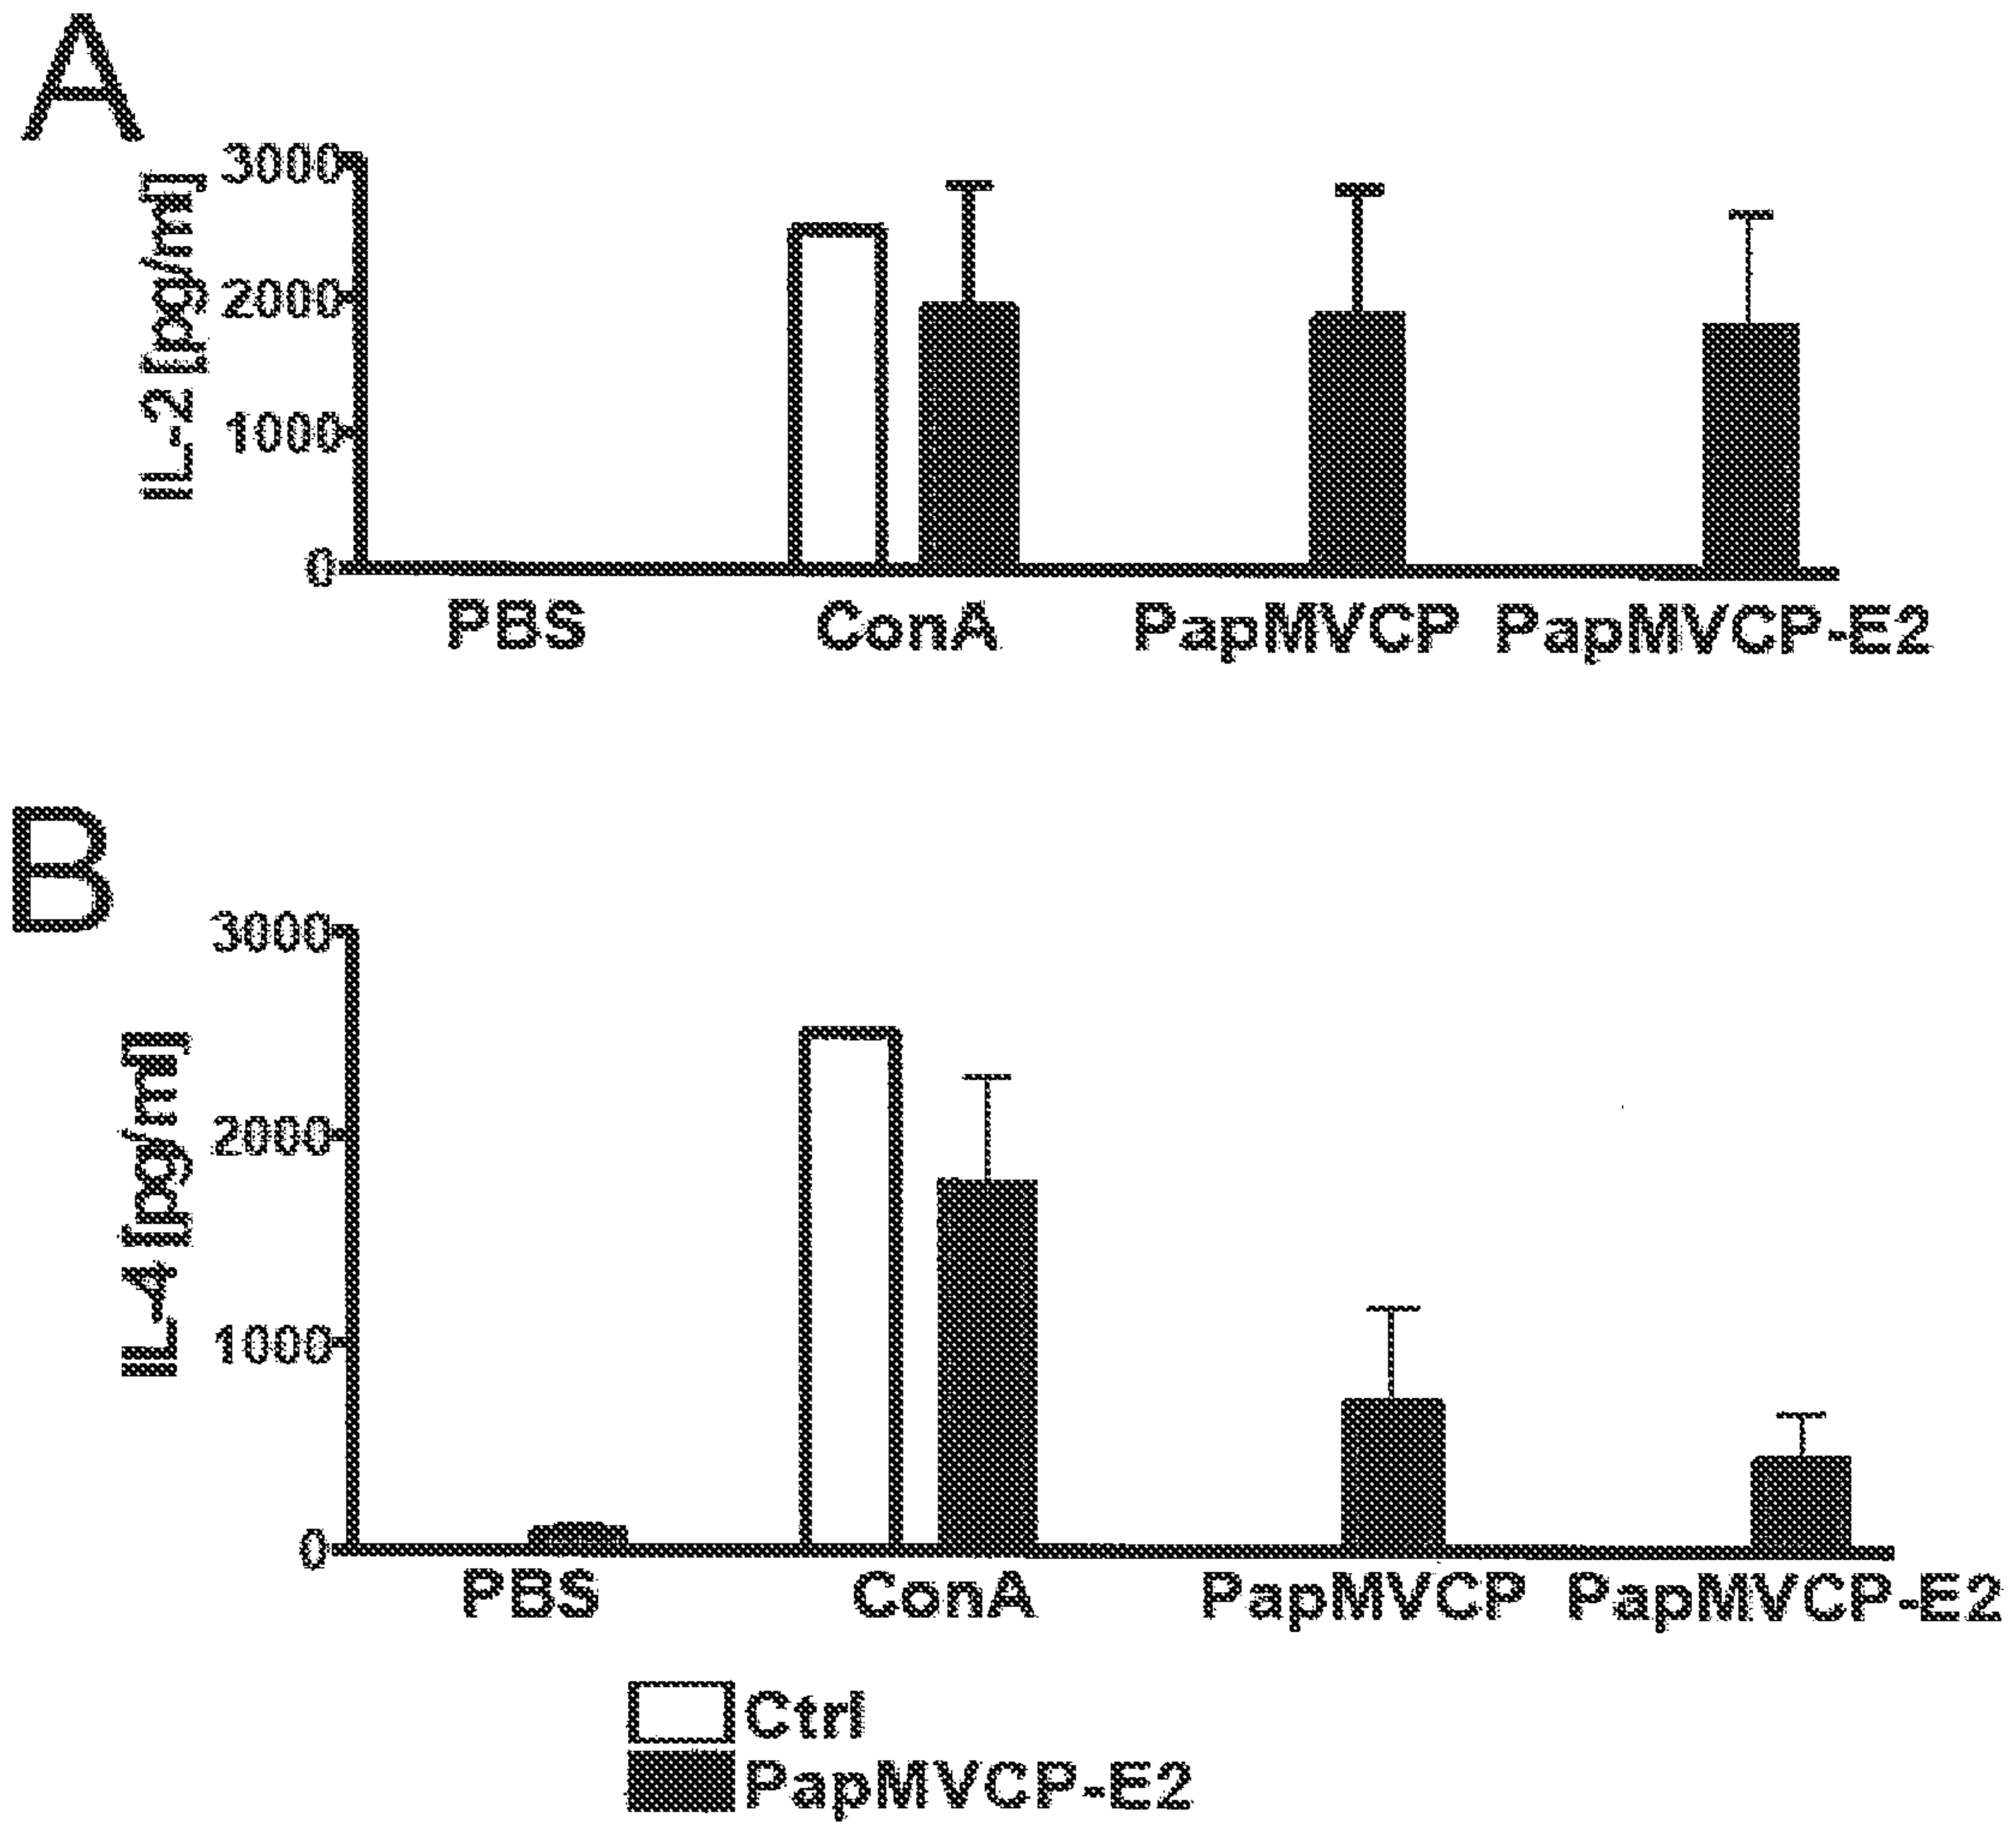 A
3000
2000
1000
0
IL-2 [pg/ml]
PBS ConA PapMVCP PapMVCP-E2
B
3000
2000
1000
0
IL-4 [pg/ml]
PBS ConA PapMVCP PapMVCP-E2
Ctrl
PapMVCP-E2